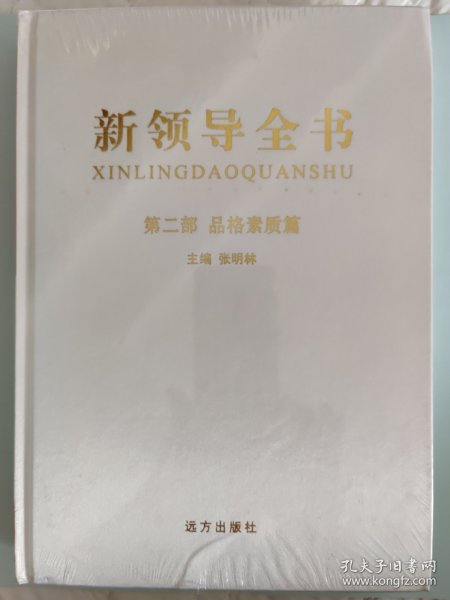 新领导全书
XINLINGDAOQUANSHU
第二部 品格素质篇
主编 张明林
远方出版社
孔夫子旧书网
www.kongfz.com